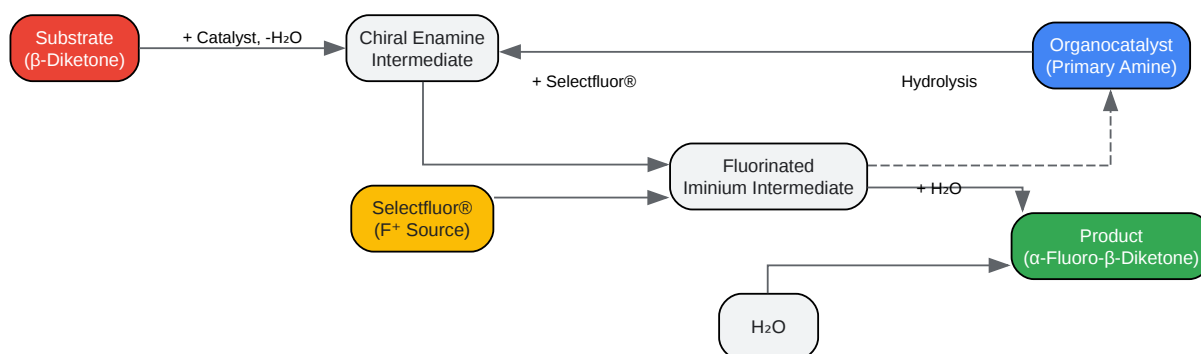 Substrate
(β-Diketone)
+ Catalyst, -H₂O
Chiral Enamine
Intermediate
Organocatalyst
(Primary Amine)
+ Selectfluor®
Hydrolysis
Fluorinated
Iminium Intermediate
+ H₂O
Selectfluor®
(F⁺ Source)
Product
(α-Fluoro-β-Diketone)
H₂O